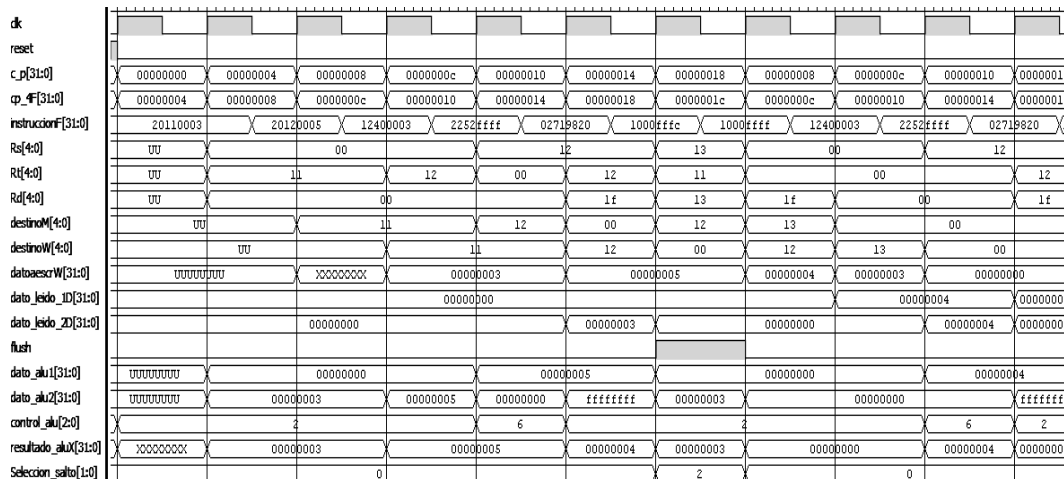 clk
reset
c_p[31:0] 00000000 00000004 00000008 0000000c 00000010 00000014 00000018 00000008 0000000c 00000010 0000001
cp_4F[31:0] 00000004 00000008 0000000c 00000010 00000014 00000018 0000001c 0000000c 00000010 00000014 0000001
instruccionF[31:0] 20110003 20120005 12400003 2252ffff 02719820 1000fffc 1000ffff 12400003 2252ffff 02719820
Rs[4:0] UU 00 12 13 00 12
Rt[4:0] UU 11 12 00 12 11 00 12
Rd[4:0] UU 00 1f 13 1f 00 1f
destinoM[4:0] UU 11 12 00 12 13 00
destinoW[4:0] UU 11 12 00 12 13 00
datoaescrW[31:0] UUUUUUUU XXXXXXXX 00000003 00000005 00000004 00000003 00000000
dato_leido_1D[31:0] 00000000 00000004 0000000
dato_leido_2D[31:0] 00000000 00000003 00000000 00000004 0000000
flush
dato_alu1[31:0] UUUUUUUU 00000000 00000005 00000000 00000004
dato_alu2[31:0] UUUUUUUU 00000003 00000005 00000000 ffffffff 00000003 00000000 fffffff
control_alu[2:0] 2 6 2 6 2
resultado_aluX[31:0] XXXXXXXX 00000003 00000005 00000004 00000003 00000000 00000004 0000000
Seleccion_salto[1:0] 0 2 0